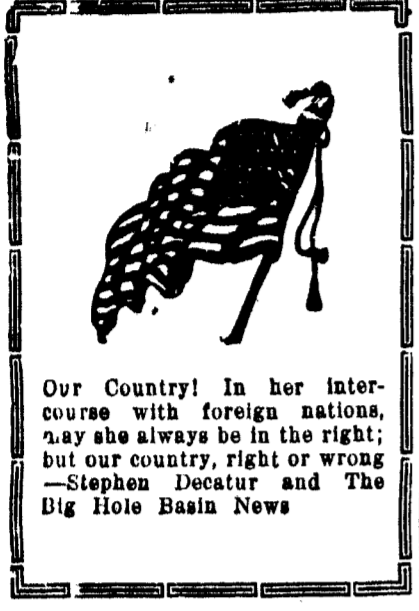 Our Country! In her inter-
course with foreign nations,
may she always be in the right;
but our country, right or wrong
—Stephen Decatur and The
Big Hole Basin News